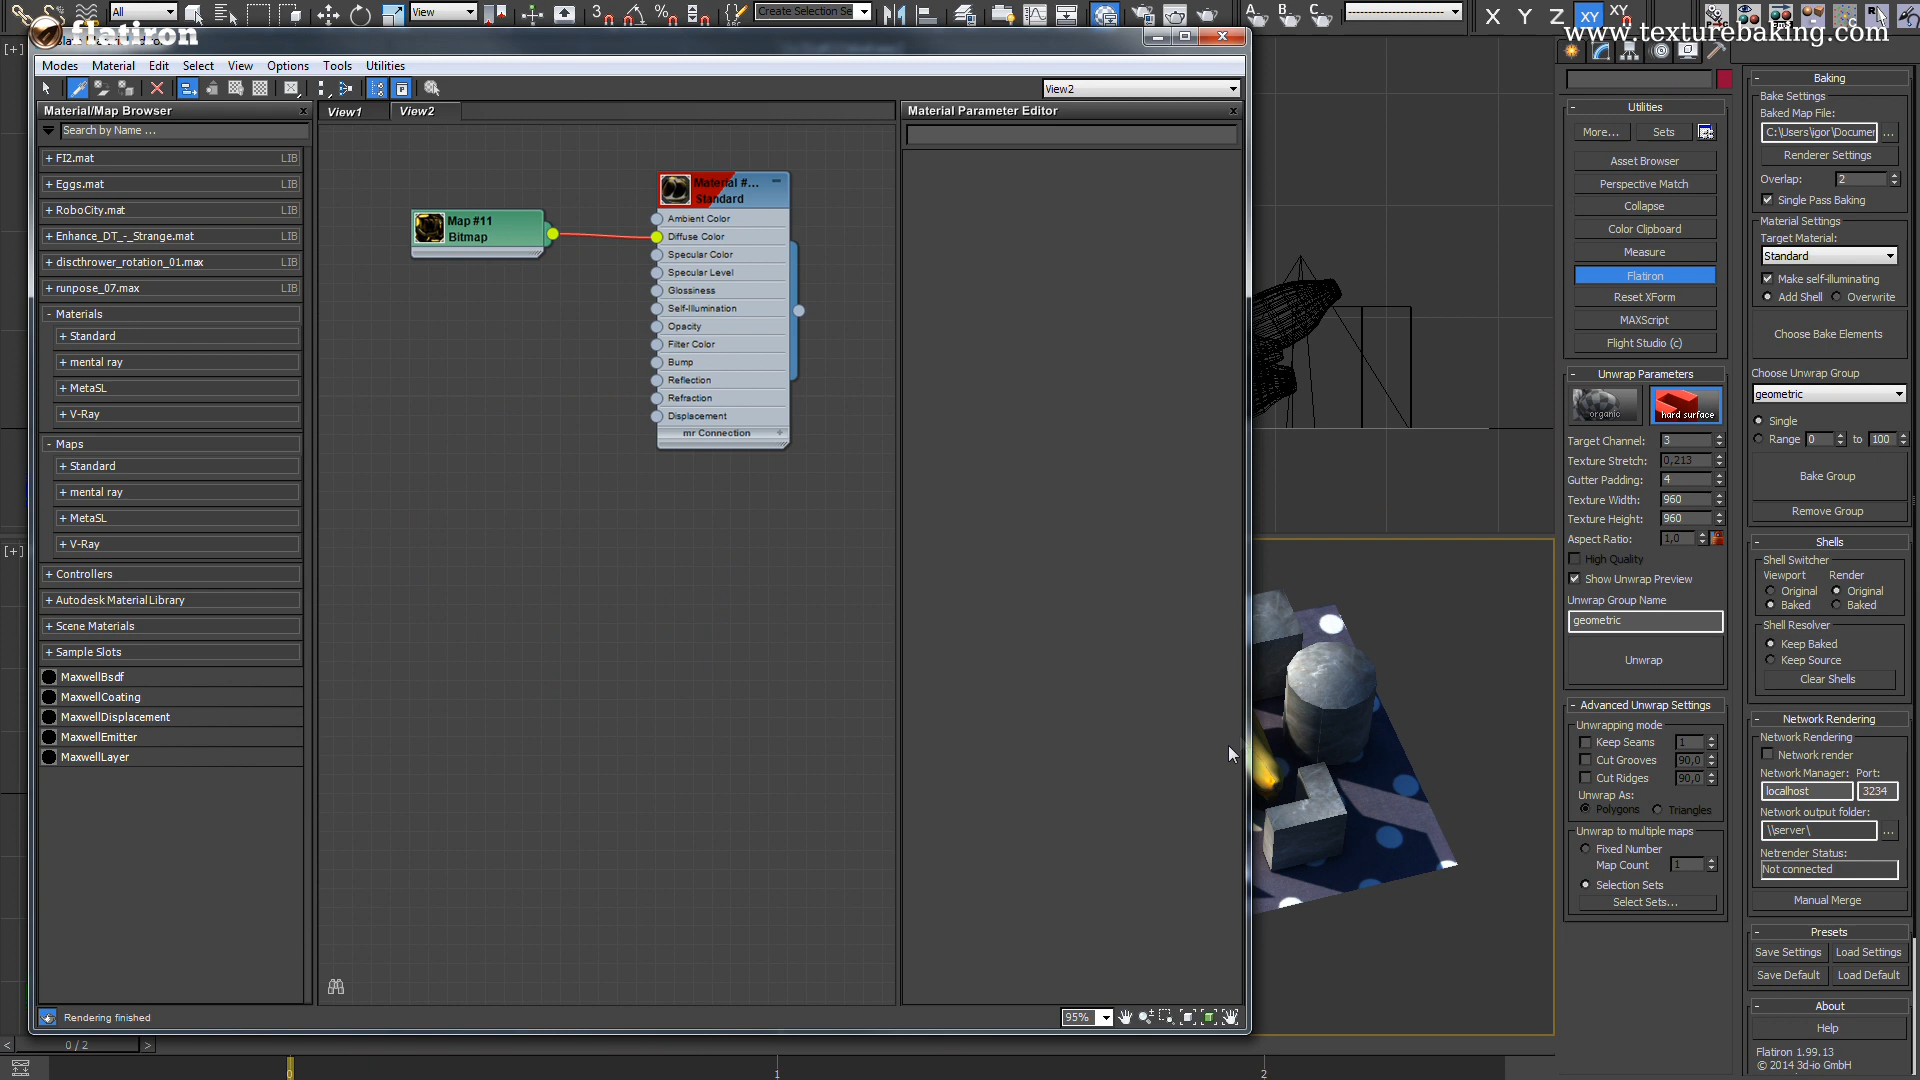 All
View
Create Selection Se
X
Y
Z
XY
XY
A
B
C
flatiron
www.texturebaking.com
Modes
Material
Edit
Select
View
Options
Tools
Utilities
View2
Material/Map Browser
Search by Name ...
+ FI2.mat LIB
+ Eggs.mat LIB
+ RoboCity.mat LIB
+ Enhance_DT_-_Strange.mat LIB
+ discthrower_rotation_01.max LIB
+ runpose_07.max LIB
- Materials
+ Standard
+ mental ray
+ MetaSL
+ V-Ray
- Maps
+ Standard
+ mental ray
+ MetaSL
+ V-Ray
+ Controllers
+ Autodesk Material Library
+ Scene Materials
+ Sample Slots
MaxwellBsdf
MaxwellCoating
MaxwellDisplacement
MaxwellEmitter
MaxwellLayer
Rendering finished
View1
View2
Map #11
Bitmap
Material #...
Standard
Ambient Color
Diffuse Color
Specular Color
Specular Level
Glossiness
Self-Illumination
Opacity
Filter Color
Bump
Reflection
Refraction
Displacement
mr Connection +
Material Parameter Editor
95%
[+]
[+]
< 0 / 2 >
0
1
2
- Utilities
More...
Sets
Asset Browser
Perspective Match
Collapse
Color Clipboard
Measure
Flatiron
Reset XForm
MAXScript
Flight Studio (c)
- Unwrap Parameters
organic
hard surface
Target Channel: 3
Texture Stretch: 0,213
Gutter Padding: 4
Texture Width: 960
Texture Height: 960
Aspect Ratio: 1,0
High Quality
Show Unwrap Preview
Unwrap Group Name
geometric
Unwrap
- Advanced Unwrap Settings
Unwrapping mode
Keep Seams 1
Cut Grooves 90,0
Cut Ridges 90,0
Unwrap As:
Polygons Triangles
Unwrap to multiple maps
Fixed Number
Map Count 1
Selection Sets
Select Sets...
- Baking
Bake Settings
Baked Map File:
C:\Users\igor\Documer ...
Renderer Settings
Overlap: 2
Single Pass Baking
Material Settings
Target Material:
Standard
Make self-illuminating
Add Shell Overwrite
Choose Bake Elements
Choose Unwrap Group
geometric
Single
Range 0 to 100
Bake Group
Remove Group
- Shells
Shell Switcher
Viewport Render
Original Original
Baked Baked
Shell Resolver
Keep Baked
Keep Source
Clear Shells
- Network Rendering
Network Rendering
Network render
Network Manager: Port:
localhost 3234
Network output folder:
\\server\ ...
Netrender Status:
Not connected
Manual Merge
- Presets
Save Settings Load Settings
Save Default Load Default
- About
Help
Flatiron 1.99.13
© 2014 3d-io GmbH